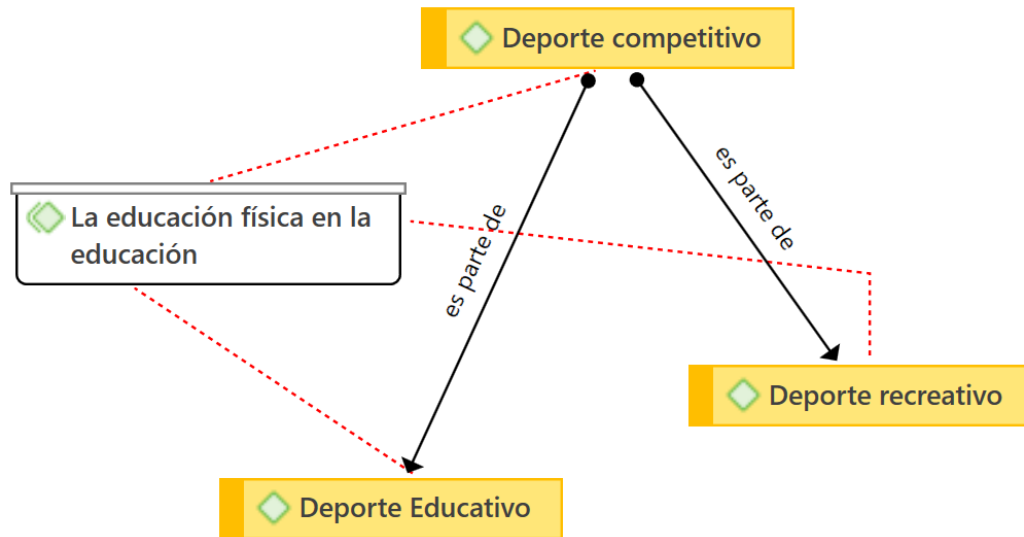 Deporte competitivo
es parte de
La educación física en la
educación
es parte de
Deporte recreativo
Deporte Educativo